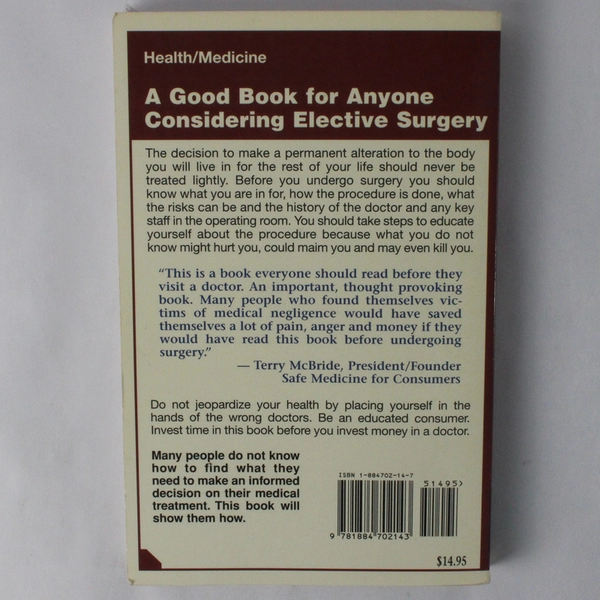 Health/Medicine
A Good Book for Anyone
Considering Elective Surgery
The decision to make a permanent alteration to the body
you will live in for the rest of your life should never be
treated lightly. Before you undergo surgery you should
know what you are in for, how the procedure is done, what
the risks can be and the history of the doctor and any key
staff in the operating room. You should take steps to educate
yourself about the procedure because what you do not
know might hurt you, could maim you and may even kill you.
“This is a book everyone should read before they
visit a doctor. An important, thought provoking
book. Many people who found themselves vic-
tims of medical negligence would have saved
themselves a lot of pain, anger and money if they
would have read this book before undergoing
surgery.”
— Terry McBride, President/Founder
Safe Medicine for Consumers
Do not jeopardize your health by placing yourself in the
hands of the wrong doctors. Be an educated consumer.
Invest time in this book before you invest money in a doctor.
Many people do not know
how to find what they
need to make an informed
decision on their medical
treatment. This book will
show them how.
ISBN 1-884702-14-7
51495>
9 781884 702143
$14.95